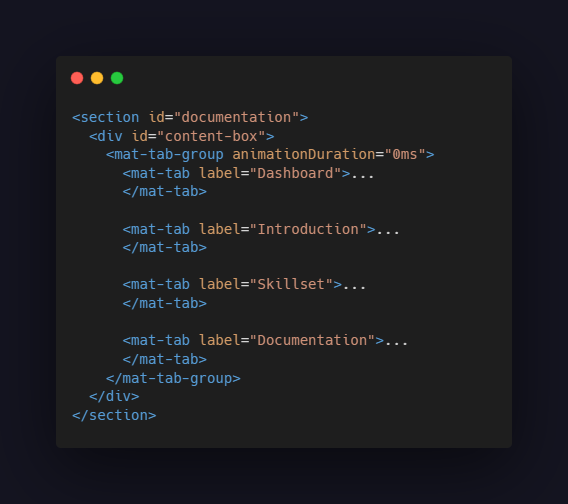 <section id="documentation">
<div id="content-box">
<mat-tab-group animationDuration="0ms">
<mat-tab label="Dashboard">...
</mat-tab>
<mat-tab label="Introduction">...
</mat-tab>
<mat-tab label="Skillset">...
</mat-tab>
<mat-tab label="Documentation">...
</mat-tab>
</mat-tab-group>
</div>
</section>